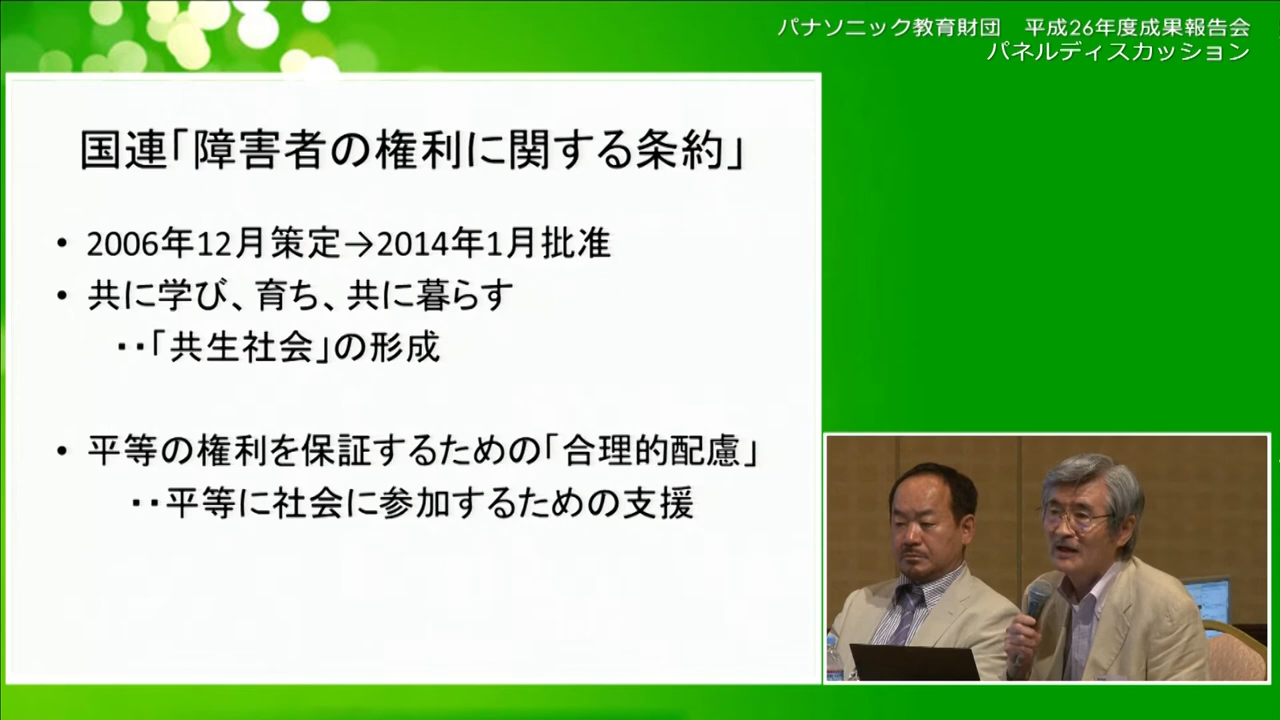 パナソニック教育財団　平成26年度成果報告会
パネルディスカッション
国連「障害者の権利に関する条約」
• 2006年12月策定→2014年1月批准
• 共に学び、育ち、共に暮らす
・・「共生社会」の形成
• 平等の権利を保証するための「合理的配慮」
・・平等に社会に参加するための支援